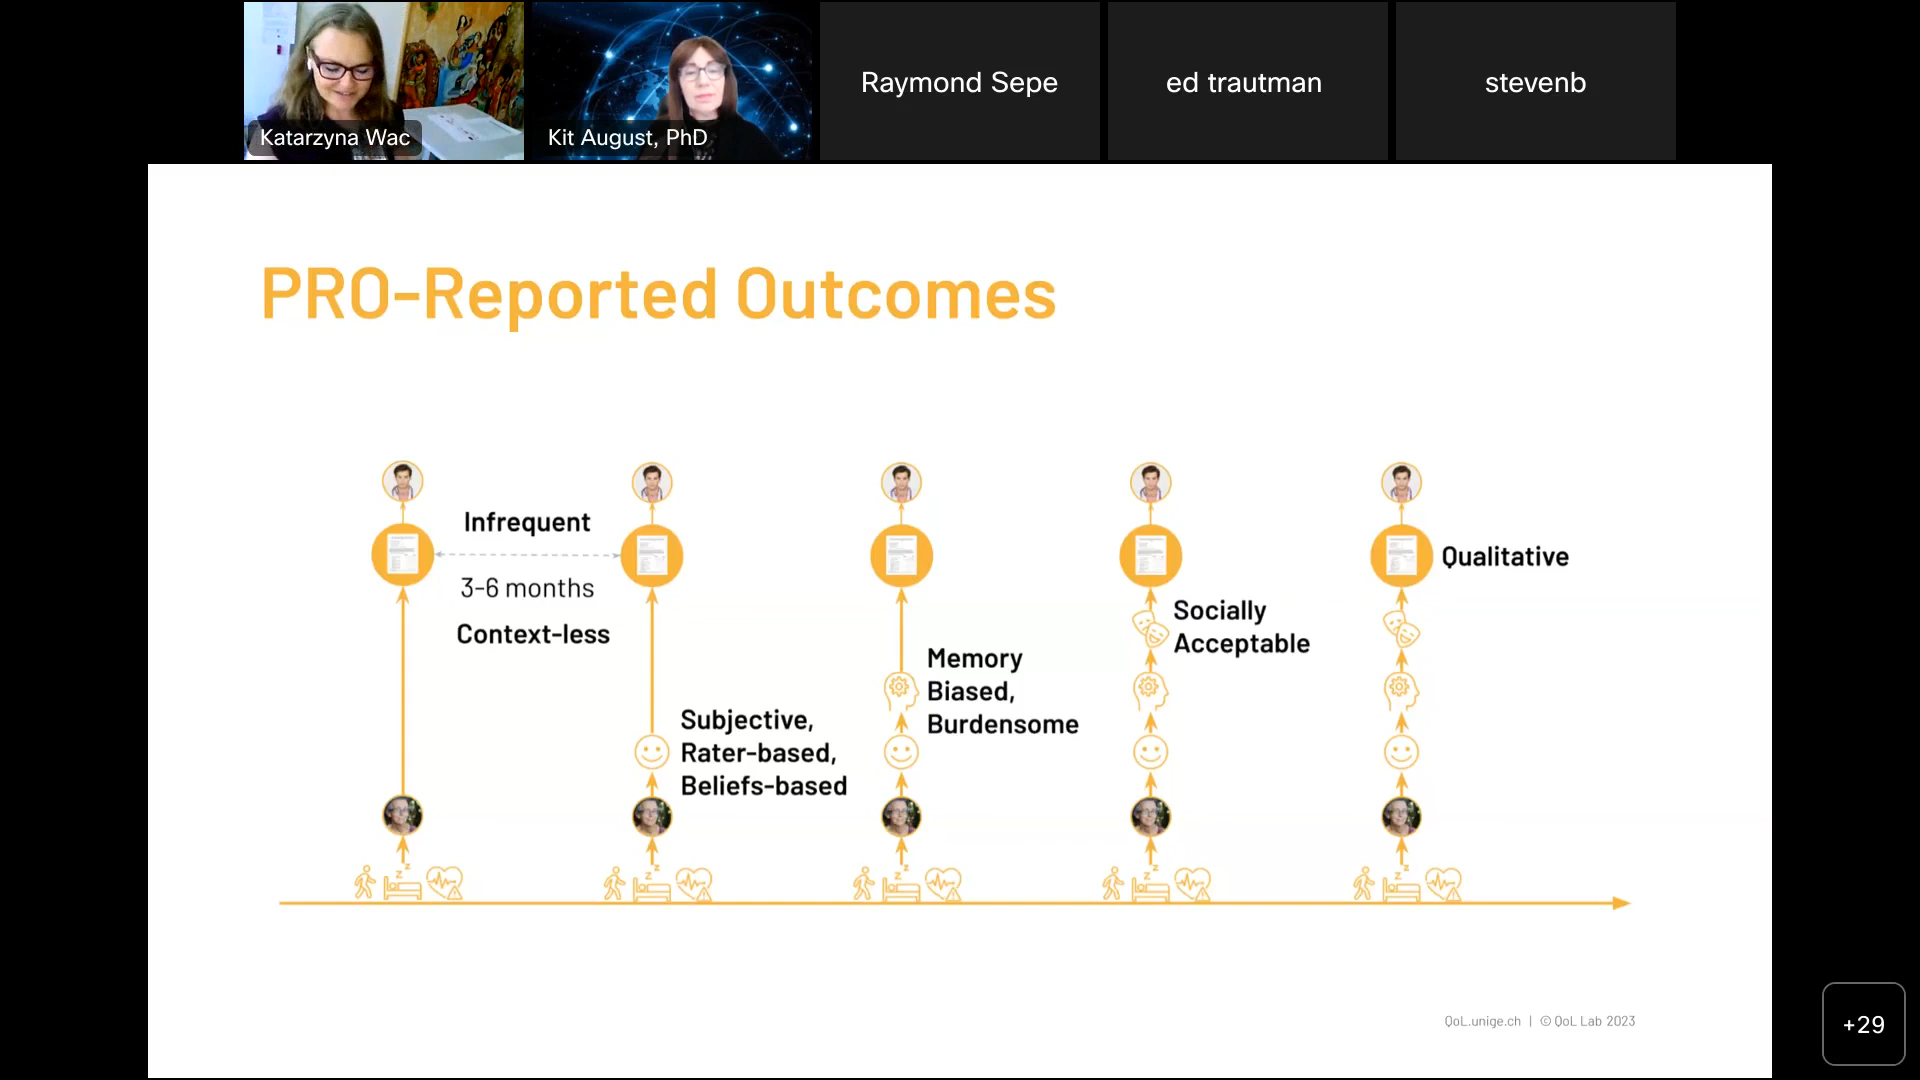 Katarzyna Wac
Kit August, PhD
Raymond Sepe
ed trautman
stevenb
PRO-Reported Outcomes
Infrequent
3-6 months
Context-less
Subjective,
Rater-based,
Beliefs-based
Memory
Biased,
Burdensome
Socially
Acceptable
Qualitative
QoL.unige.ch | © QoL Lab 2023
+29